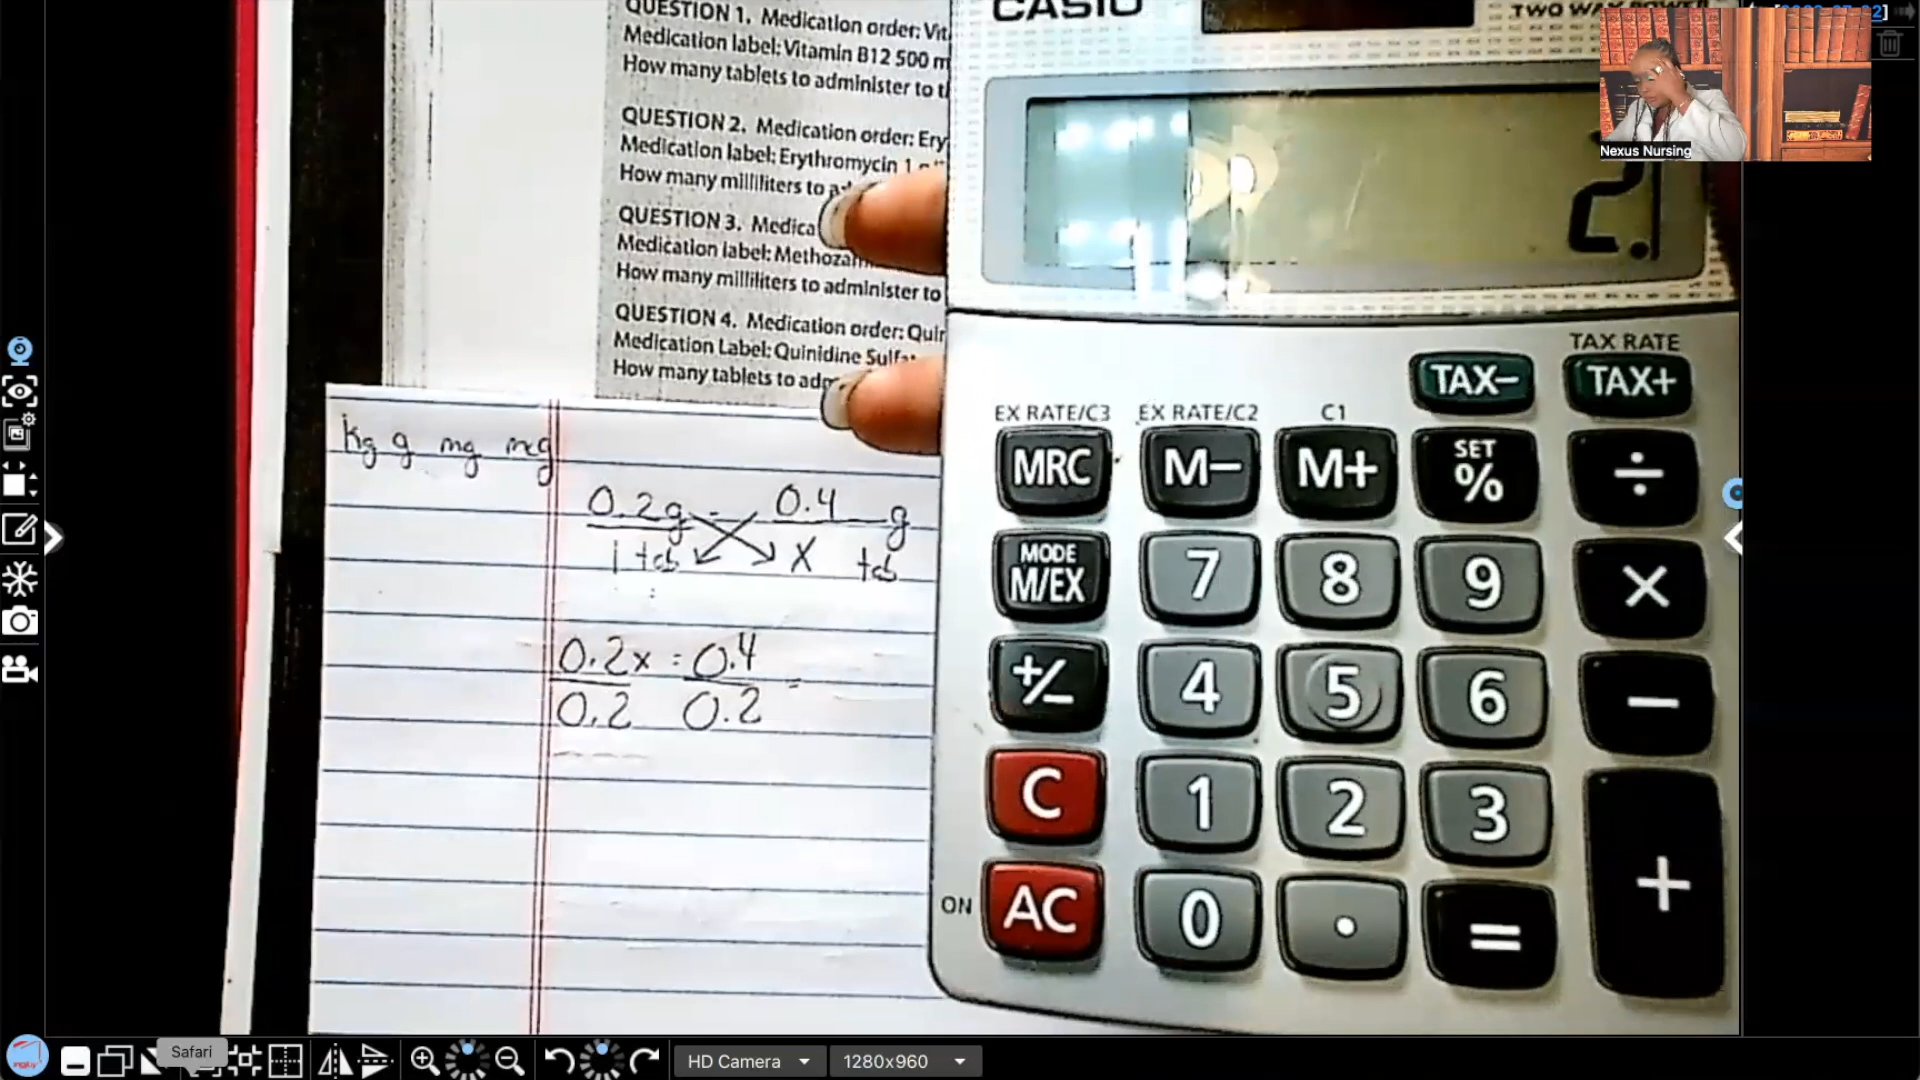 QUESTION 1. Medication order: Vit
Medication label: Vitamin B12 500 m
How many tablets to administer to t
QUESTION 2. Medication order: Ery
Medication label: Erythromycin 1
How many milliliters to
QUESTION 3. Medica
Medication label: Methozam
How many milliliters to administer to
QUESTION 4. Medication order: Quin
Medication Label: Quinidine Sulfa
How many tablets to adm
kg g mg mcg
0.2g = 0.4 g
1 tab X tab
0.2x = 0.4
0.2 0.2 =
CASIO
TWO WAY POWER
2.
Nexus Nursing
TAX RATE
TAX− TAX+
EX RATE/C3 EX RATE/C2 C1
MRC M− M+ SET % ÷
MODE M/EX 7 8 9 ×
+/− 4 5 6 −
C 1 2 3 +
ON AC 0 . =
Safari
HD Camera 1280x960